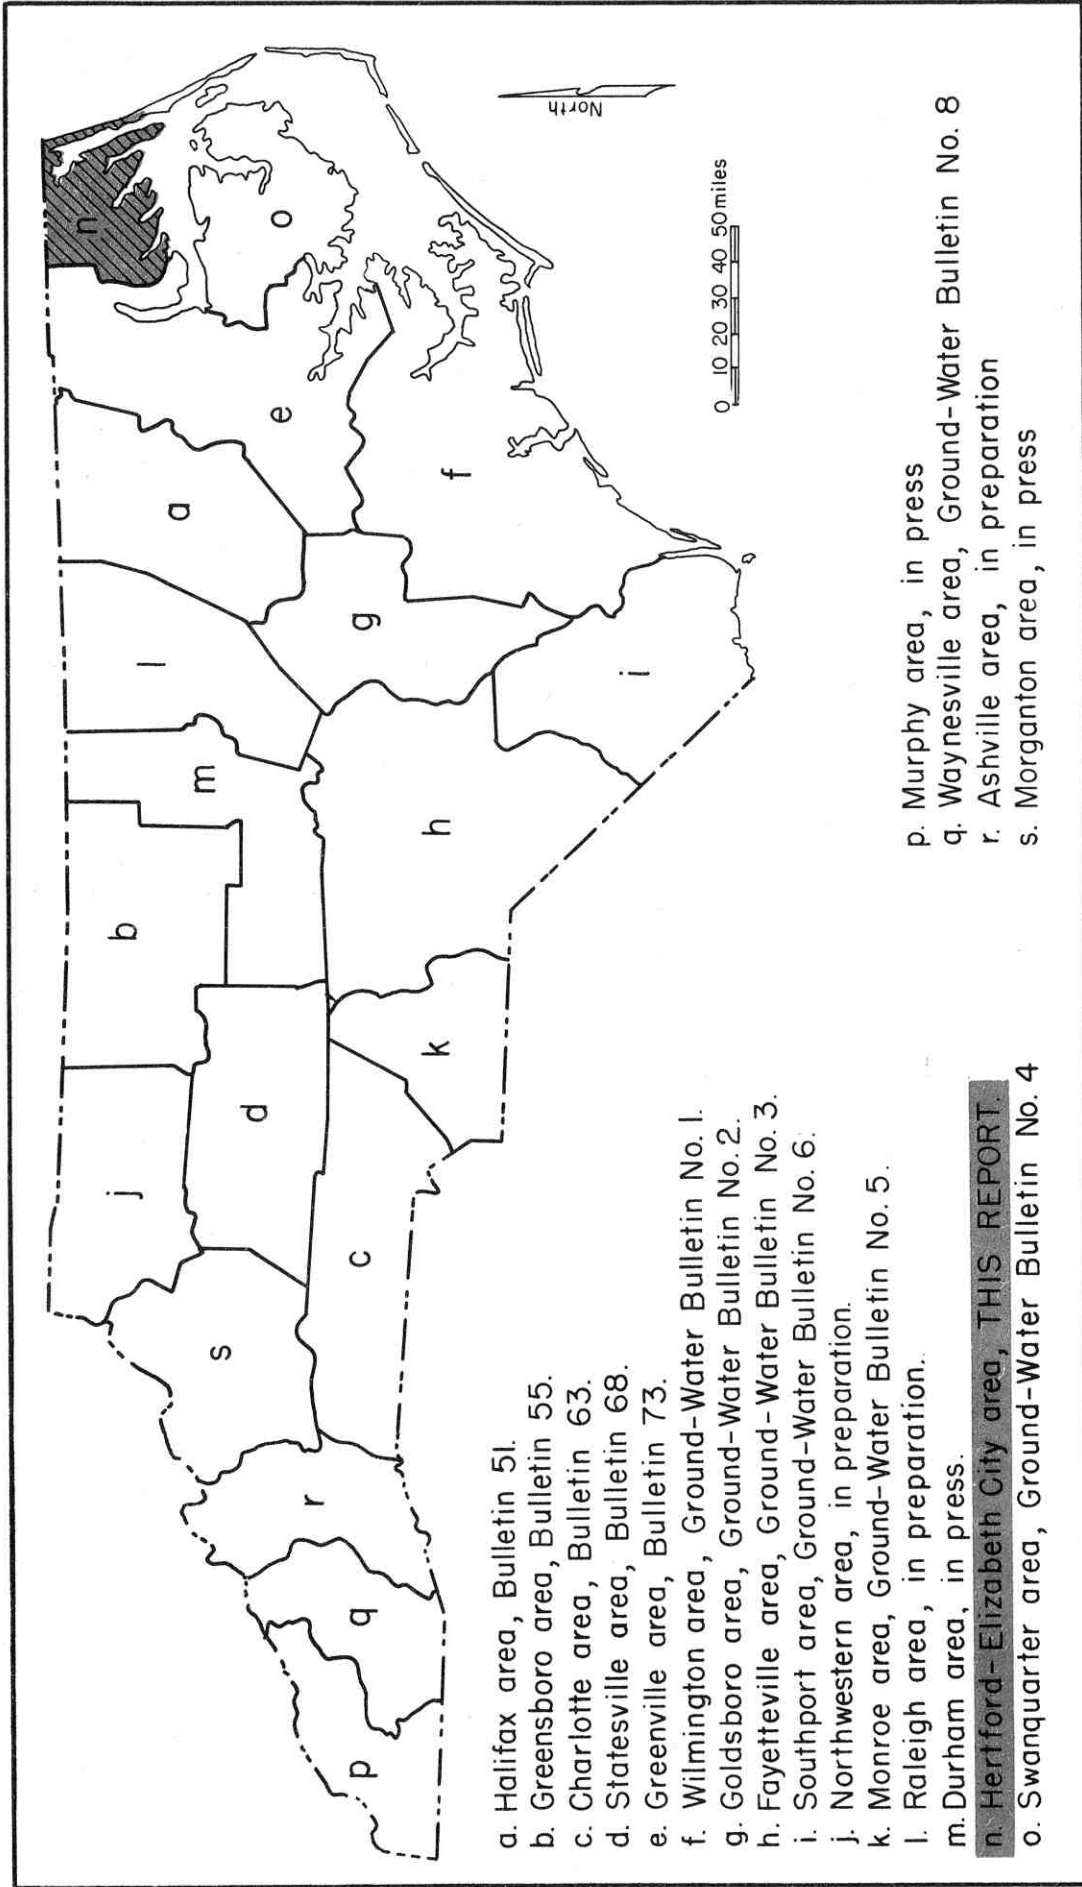 n
o
a
e
l
f
m
g
b
i
h
j
d
k
s
c
r
q
p
North
0 10 20 30 40 50 miles
a. Halifax area, Bulletin 51.
b. Greensboro area, Bulletin 55.
c. Charlotte area, Bulletin 63.
d. Statesville area, Bulletin 68.
e. Greenville area, Bulletin 73.
f. Wilmington area, Ground-Water Bulletin No. 1.
g. Goldsboro area, Ground-Water Bulletin No. 2.
h. Fayetteville area, Ground-Water Bulletin No. 3.
i. Southport area, Ground-Water Bulletin No. 6.
j. Northwestern area, in preparation.
k. Monroe area, Ground-Water Bulletin No. 5.
l. Raleigh area, in preparation.
m. Durham area, in press.
n. Hertford-Elizabeth City area, THIS REPORT.
o. Swanquarter area, Ground-Water Bulletin No. 4
p. Murphy area, in press
q. Waynesville area, Ground-Water Bulletin No. 8
r. Ashville area, in preparation
s. Morganton area, in press